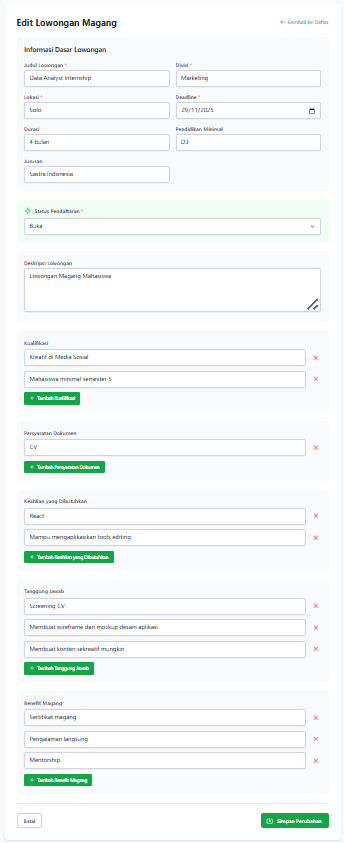 Edit Lowongan Magang
← Kembali ke Daftar
Informasi Dasar Lowongan
Judul Lowongan *
Divisi *
Data Analyst Internship
Marketing
Lokasi *
Deadline *
Solo
29/11/2025
Durasi
Pendidikan Minimal
4 bulan
D3
Jurusan
Sastra Indonesia
Status Pendaftaran *
Buka
Deskripsi Lowongan
Lowongan Magang Mahasiswa
Kualifikasi
Kreatif di Media Sosial
Mahasiswa minimal semester 5
+ Tambah Kualifikasi
Persyaratan Dokumen
CV
+ Tambah Persyaratan Dokumen
Keahlian yang Dibutuhkan
React
Mampu mengaplikasikan tools editing
+ Tambah Keahlian yang Dibutuhkan
Tanggung Jawab
Screening CV
Membuat wireframe dan mockup desain aplikasi
Membuat konten sekreatif mungkin
+ Tambah Tanggung Jawab
Benefit Magang
Sertifikat magang
Pengalaman langsung
Mentorship
+ Tambah Benefit Magang
Batal
Simpan Perubahan